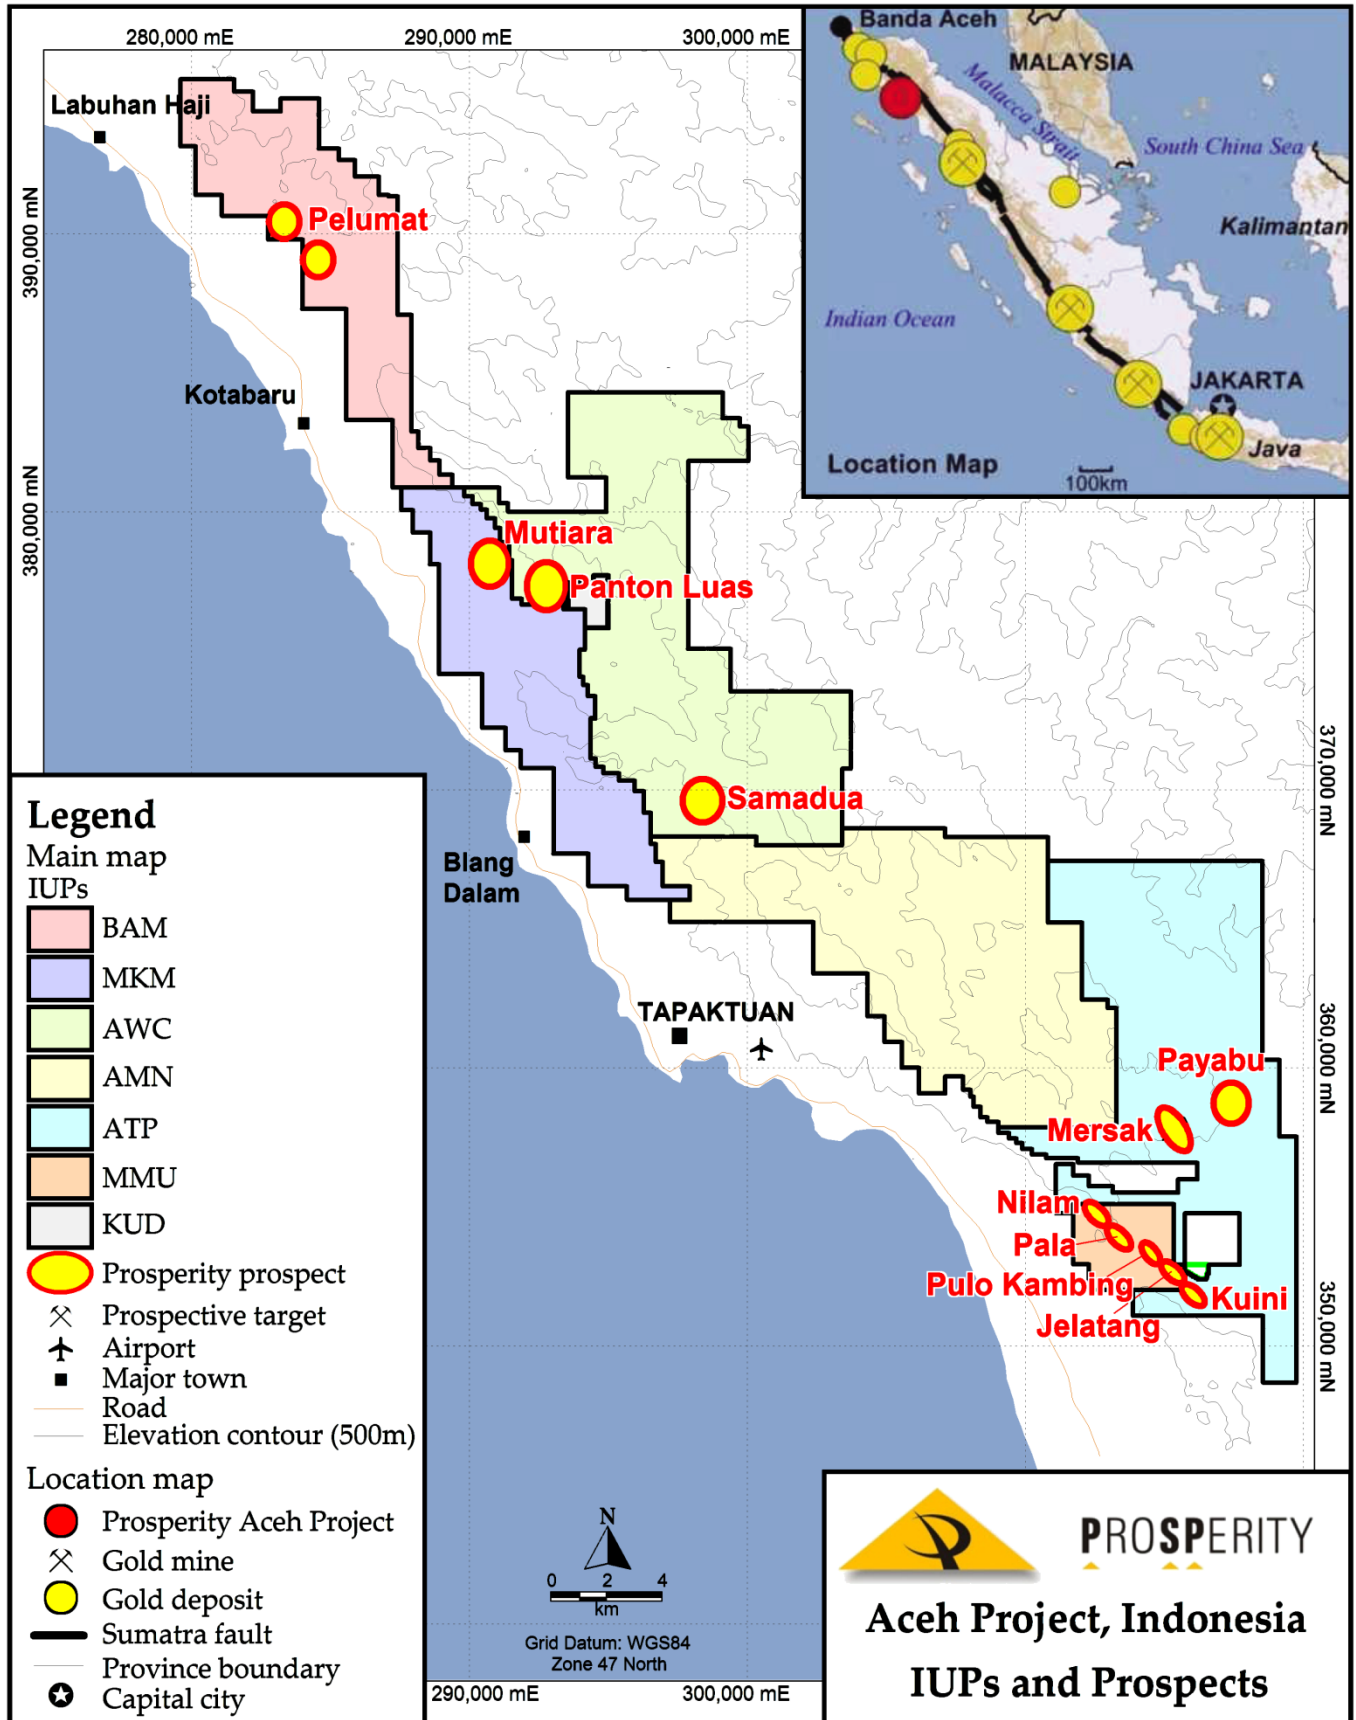 280,000 mE
290,000 mE
300,000 mE
Banda Aceh
MALAYSIA
Malacca Strait
South China Sea
Kalimantan
Indian Ocean
JAKARTA
Java
Location Map
100km
Labuhan Haji
390,000 mN
Pelumat
Kotabaru
380,000 mN
Mutiara
Panton Luas
370,000 mN
Samadua
Blang
Dalam
TAPAKTUAN
360,000 mN
Payabu
Mersak
Nilam
Pala
Pulo Kambing
Kuini
Jelatang
350,000 mN
Legend
Main map
IUPs
BAM
MKM
AWC
AMN
ATP
MMU
KUD
Prosperity prospect
Prospective target
Airport
Major town
Road
Elevation contour (500m)
Location map
Prosperity Aceh Project
Gold mine
Gold deposit
Sumatra fault
Province boundary
Capital city
N
0 2 4
km
Grid Datum: WGS84
Zone 47 North
290,000 mE
300,000 mE
PROSPERITY
Aceh Project, Indonesia
IUPs and Prospects